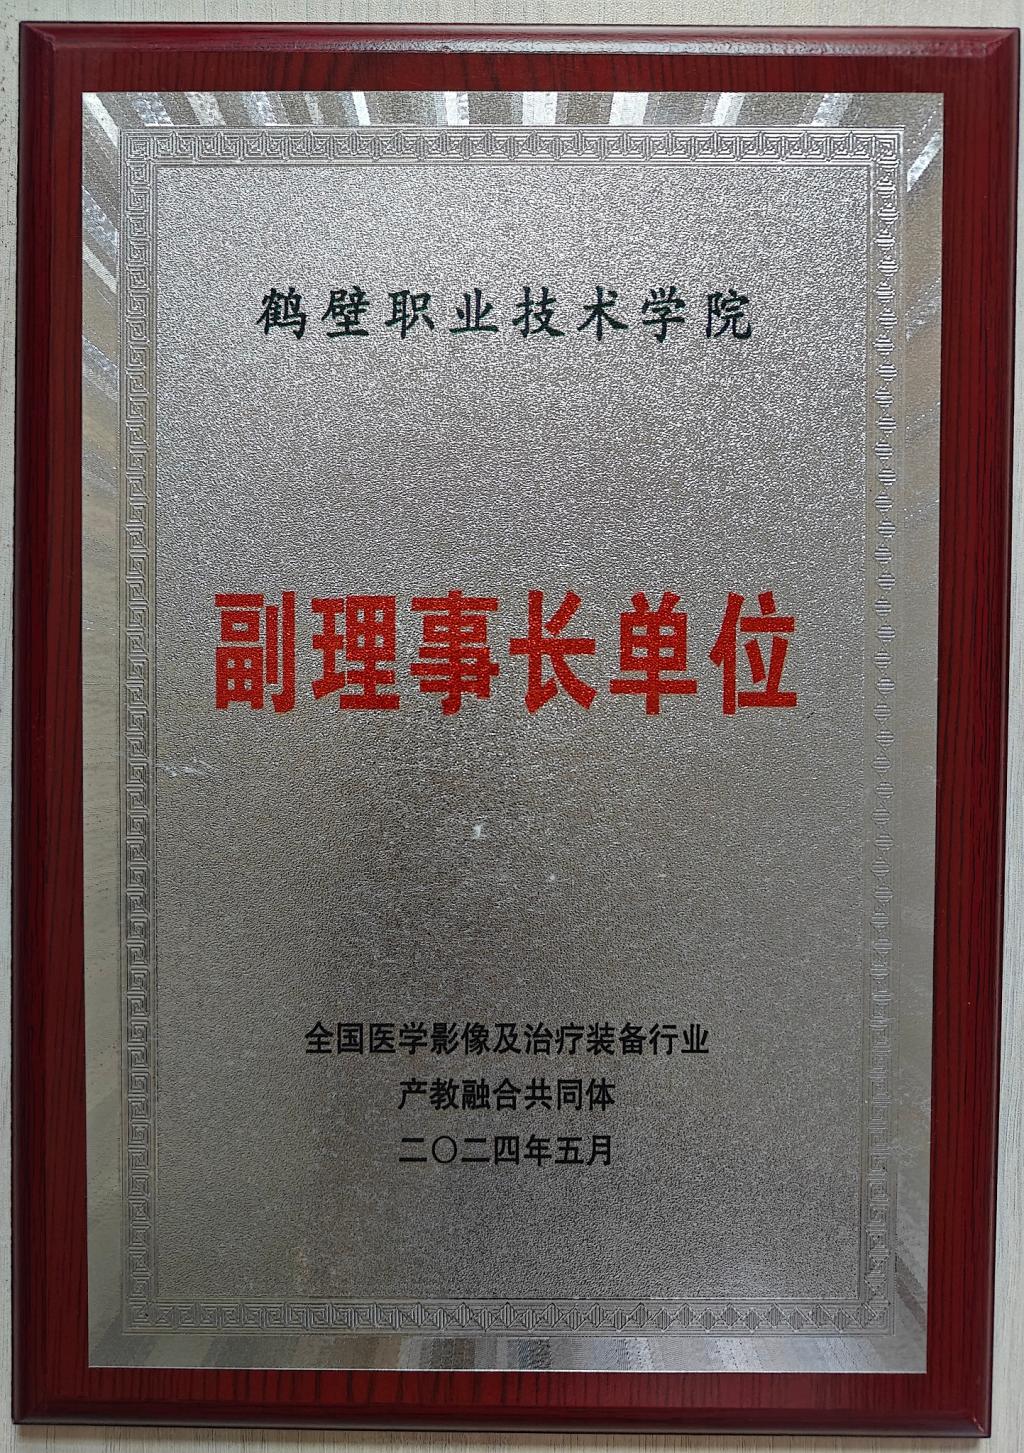 鹤壁职业技术学院
副理事长单位
全国医学影像及治疗装备行业
产教融合共同体
二〇二四年五月